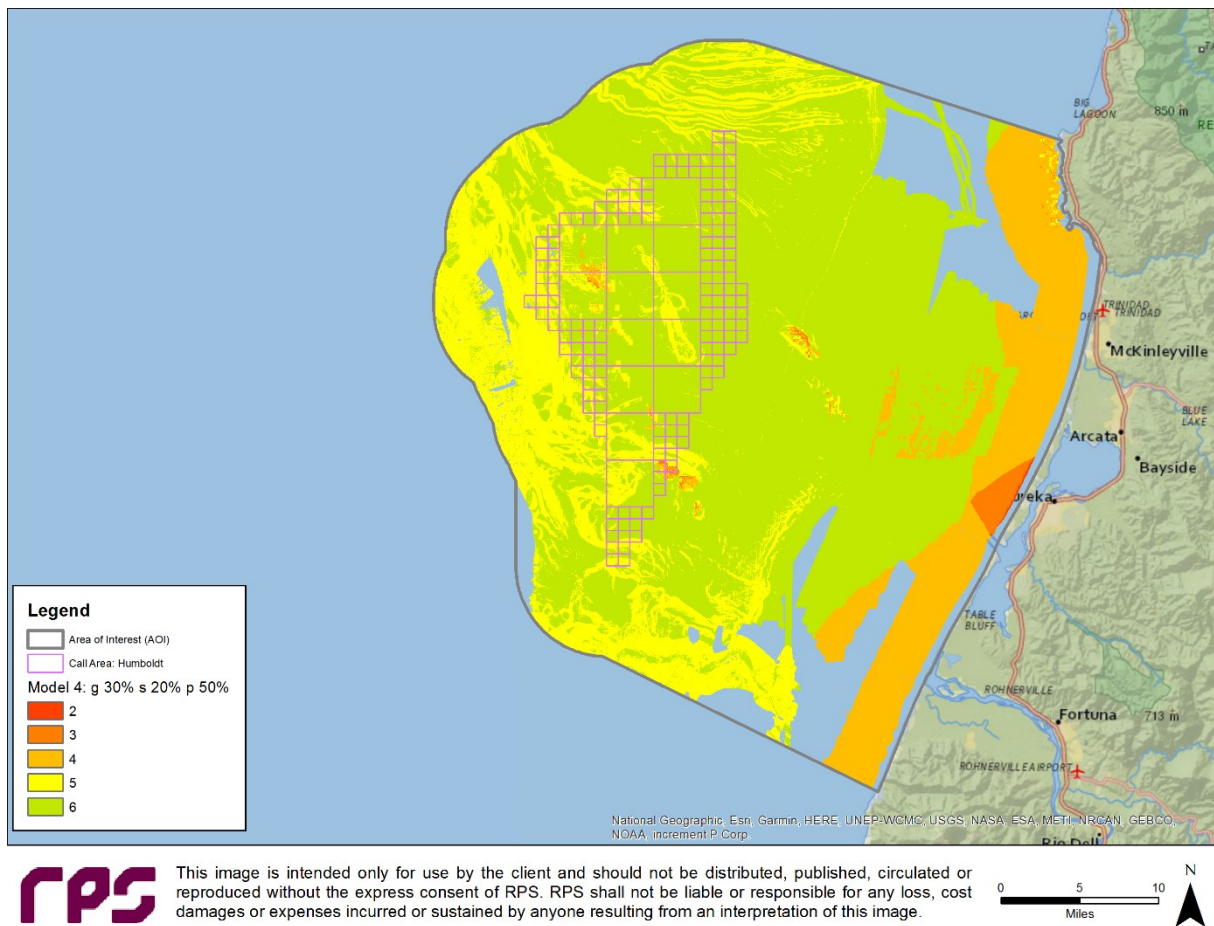 BIG
LAGOON
850 m
RE
TRINIDAD
TRINIDAD
McKinleyville
BLUE
LAKE
Arcata
Bayside
ureka
TABLE
BLUFF
ROHNERVILLE
Fortuna
713 m
ROHNERVILLE AIRPORT
Rio Dell
Legend
Area of Interest (AOI)
Call Area: Humboldt
Model 4: g 30% s 20% p 50%
2
3
4
5
6
National Geographic, Esri, Garmin, HERE, UNEP-WCMC, USGS, NASA, ESA, METI, NRCAN, GEBCO,
NOAA, increment P Corp.
rps
This image is intended only for use by the client and should not be distributed, published, circulated or
reproduced without the express consent of RPS. RPS shall not be liable or responsible for any loss, cost
damages or expenses incurred or sustained by anyone resulting from an interpretation of this image.
0 5 10
Miles
N